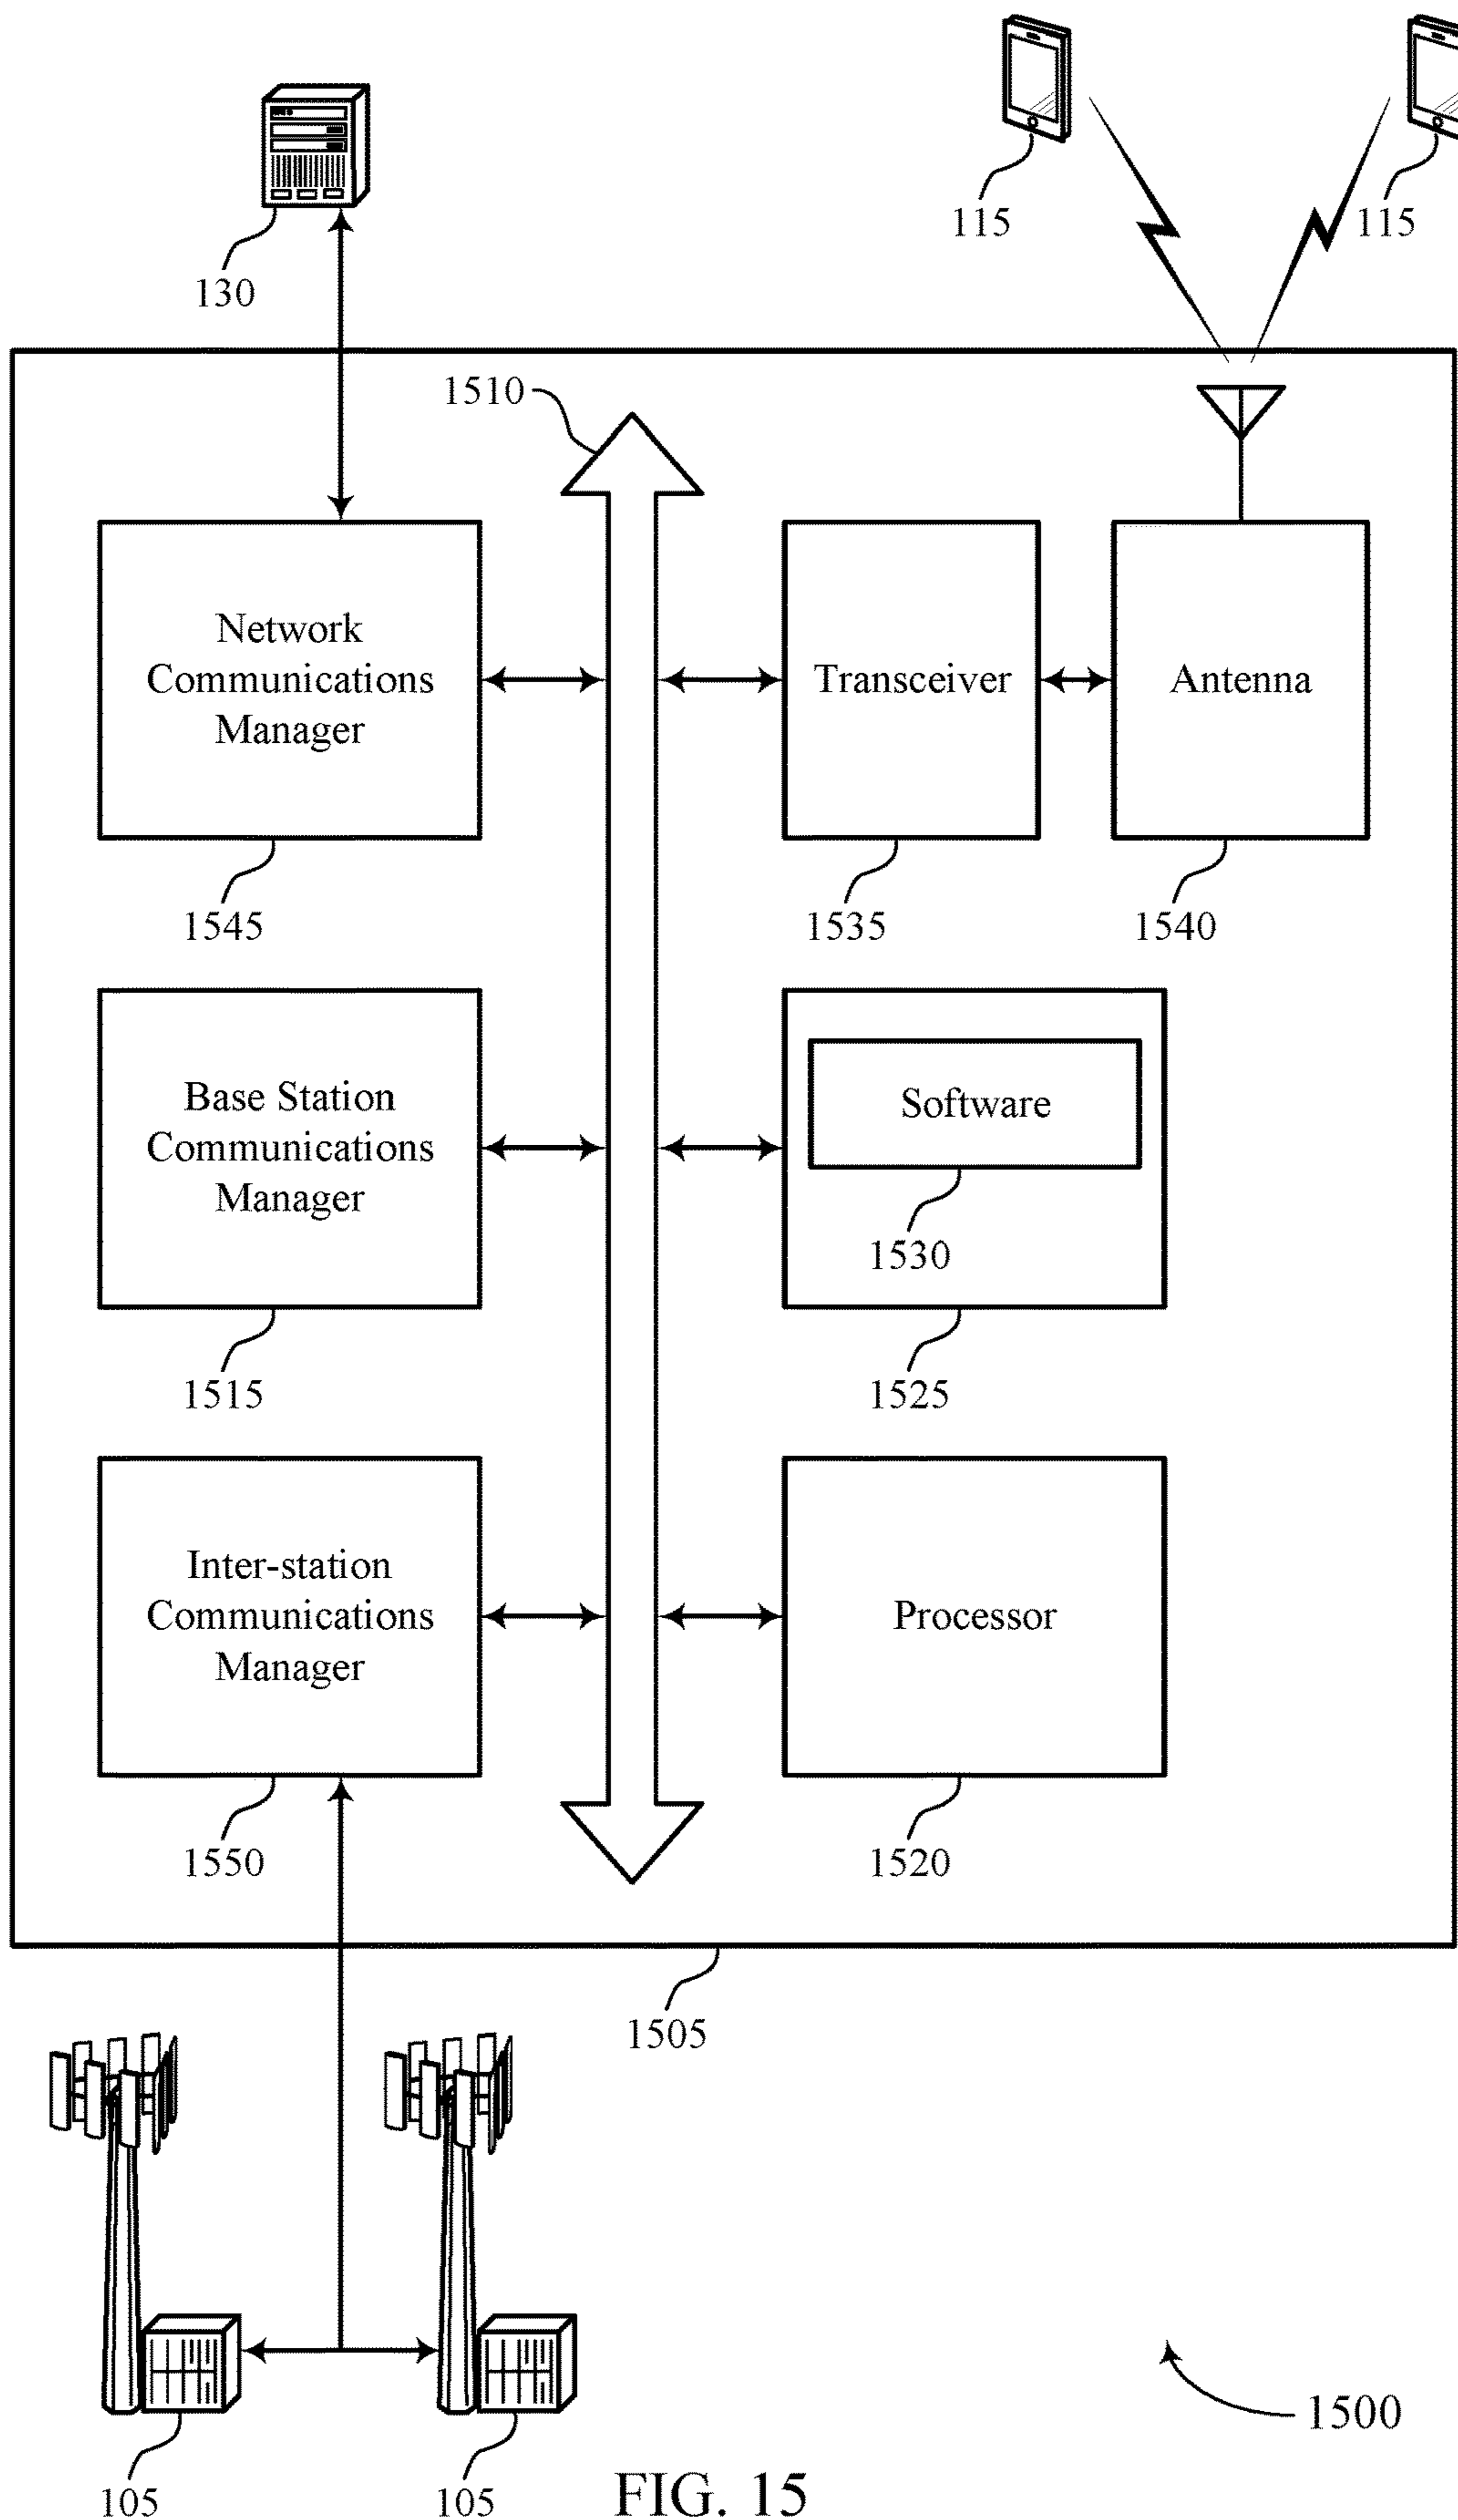 115
115
130
1510
Network
Communications
Manager
Transceiver
Antenna
1545
1535
1540
Base Station
Communications
Manager
Software
1530
1515
1525
Inter-station
Communications
Manager
Processor
1550
1520
1505
1500
105
105
FIG. 15